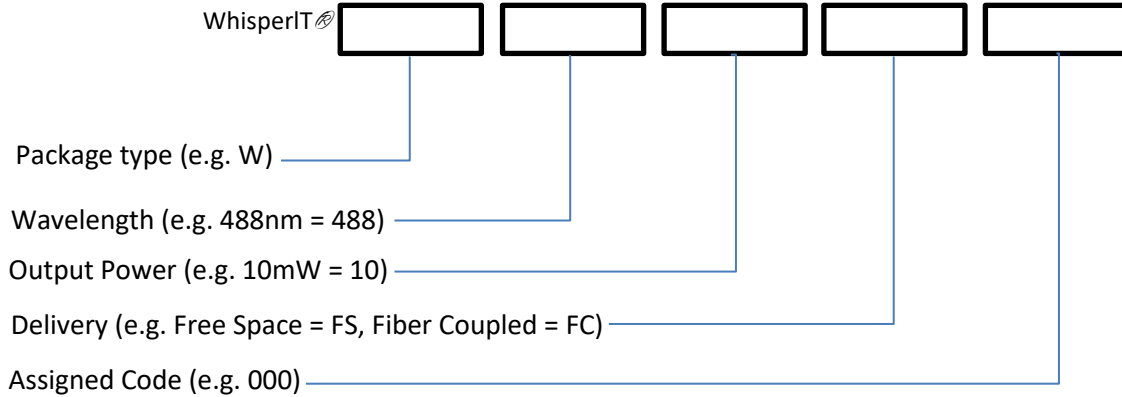 WhisperIT®
Package type (e.g. W)
Wavelength (e.g. 488nm = 488)
Output Power (e.g. 10mW = 10)
Delivery (e.g. Free Space = FS, Fiber Coupled = FC)
Assigned Code (e.g. 000)